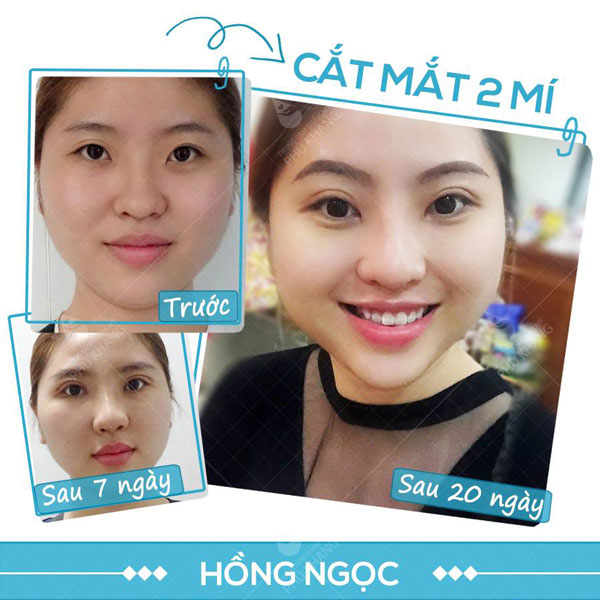 CẮT MẮT 2 MÍ
Trước
Sau 7 ngày
Sau 20 ngày
HỒNG NGỌC